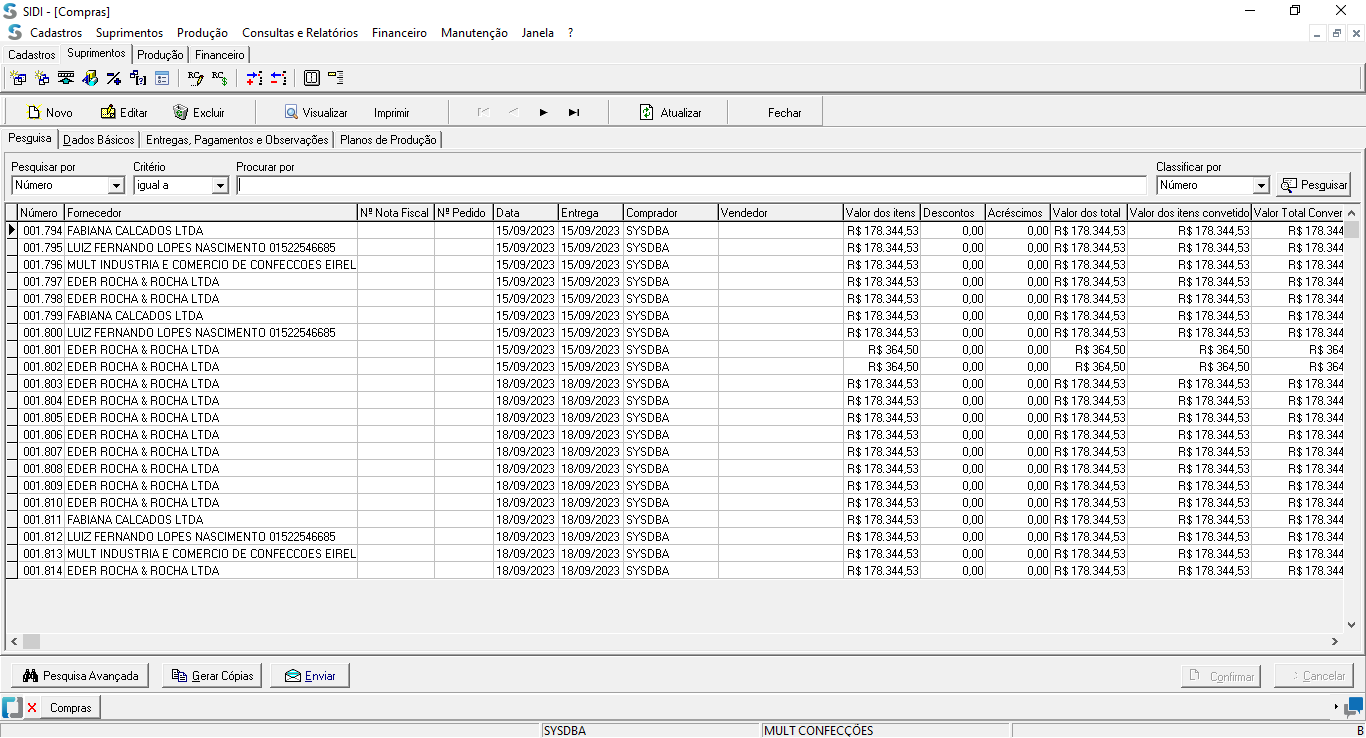 SIDI - [Compras]
Cadastros Suprimentos Produção Consultas e Relatórios Financeiro Manutenção Janela ?
Cadastros Suprimentos Produção Financeiro
Novo Editar Excluir Visualizar Imprimir Atualizar Fechar
Pesquisa Dados Básicos Entregas, Pagamentos e Observações Planos de Produção
Pesquisar por Critério Procurar por Classificar por
Número igual a Número Pesquisar
Número Fornecedor Nº Nota Fiscal Nº Pedido Data Entrega Comprador Vendedor Valor dos itens Descontos Acréscimos Valor dos total Valor dos itens convetido Valor Total Conver
001.794 FABIANA CALCADOS LTDA 15/09/2023 15/09/2023 SYSDBA R$ 178.344,53 0,00 0,00 R$ 178.344,53 R$ 178.344,53 R$ 178.344
001.795 LUIZ FERNANDO LOPES NASCIMENTO 01522546685 15/09/2023 15/09/2023 SYSDBA R$ 178.344,53 0,00 0,00 R$ 178.344,53 R$ 178.344,53 R$ 178.344
001.796 MULT INDUSTRIA E COMERCIO DE CONFECCOES EIREL 15/09/2023 15/09/2023 SYSDBA R$ 178.344,53 0,00 0,00 R$ 178.344,53 R$ 178.344,53 R$ 178.344
001.797 EDER ROCHA & ROCHA LTDA 15/09/2023 15/09/2023 SYSDBA R$ 178.344,53 0,00 0,00 R$ 178.344,53 R$ 178.344,53 R$ 178.344
001.798 EDER ROCHA & ROCHA LTDA 15/09/2023 15/09/2023 SYSDBA R$ 178.344,53 0,00 0,00 R$ 178.344,53 R$ 178.344,53 R$ 178.344
001.799 FABIANA CALCADOS LTDA 15/09/2023 15/09/2023 SYSDBA R$ 178.344,53 0,00 0,00 R$ 178.344,53 R$ 178.344,53 R$ 178.344
001.800 LUIZ FERNANDO LOPES NASCIMENTO 01522546685 15/09/2023 15/09/2023 SYSDBA R$ 178.344,53 0,00 0,00 R$ 178.344,53 R$ 178.344,53 R$ 178.344
001.801 EDER ROCHA & ROCHA LTDA 15/09/2023 15/09/2023 SYSDBA R$ 364,50 0,00 0,00 R$ 364,50 R$ 364,50 R$ 364
001.802 EDER ROCHA & ROCHA LTDA 15/09/2023 15/09/2023 SYSDBA R$ 364,50 0,00 0,00 R$ 364,50 R$ 364,50 R$ 364
001.803 EDER ROCHA & ROCHA LTDA 18/09/2023 18/09/2023 SYSDBA R$ 178.344,53 0,00 0,00 R$ 178.344,53 R$ 178.344,53 R$ 178.344
001.804 EDER ROCHA & ROCHA LTDA 18/09/2023 18/09/2023 SYSDBA R$ 178.344,53 0,00 0,00 R$ 178.344,53 R$ 178.344,53 R$ 178.344
001.805 EDER ROCHA & ROCHA LTDA 18/09/2023 18/09/2023 SYSDBA R$ 178.344,53 0,00 0,00 R$ 178.344,53 R$ 178.344,53 R$ 178.344
001.806 EDER ROCHA & ROCHA LTDA 18/09/2023 18/09/2023 SYSDBA R$ 178.344,53 0,00 0,00 R$ 178.344,53 R$ 178.344,53 R$ 178.344
001.807 EDER ROCHA & ROCHA LTDA 18/09/2023 18/09/2023 SYSDBA R$ 178.344,53 0,00 0,00 R$ 178.344,53 R$ 178.344,53 R$ 178.344
001.808 EDER ROCHA & ROCHA LTDA 18/09/2023 18/09/2023 SYSDBA R$ 178.344,53 0,00 0,00 R$ 178.344,53 R$ 178.344,53 R$ 178.344
001.809 EDER ROCHA & ROCHA LTDA 18/09/2023 18/09/2023 SYSDBA R$ 178.344,53 0,00 0,00 R$ 178.344,53 R$ 178.344,53 R$ 178.344
001.810 EDER ROCHA & ROCHA LTDA 18/09/2023 18/09/2023 SYSDBA R$ 178.344,53 0,00 0,00 R$ 178.344,53 R$ 178.344,53 R$ 178.344
001.811 FABIANA CALCADOS LTDA 18/09/2023 18/09/2023 SYSDBA R$ 178.344,53 0,00 0,00 R$ 178.344,53 R$ 178.344,53 R$ 178.344
001.812 LUIZ FERNANDO LOPES NASCIMENTO 01522546685 18/09/2023 18/09/2023 SYSDBA R$ 178.344,53 0,00 0,00 R$ 178.344,53 R$ 178.344,53 R$ 178.344
001.813 MULT INDUSTRIA E COMERCIO DE CONFECCOES EIREL 18/09/2023 18/09/2023 SYSDBA R$ 178.344,53 0,00 0,00 R$ 178.344,53 R$ 178.344,53 R$ 178.344
001.814 EDER ROCHA & ROCHA LTDA 18/09/2023 18/09/2023 SYSDBA R$ 178.344,53 0,00 0,00 R$ 178.344,53 R$ 178.344,53 R$ 178.344
Pesquisa Avançada Gerar Cópias Enviar Confirmar Cancelar
Compras
SYSDBA MULT CONFECÇÕES B